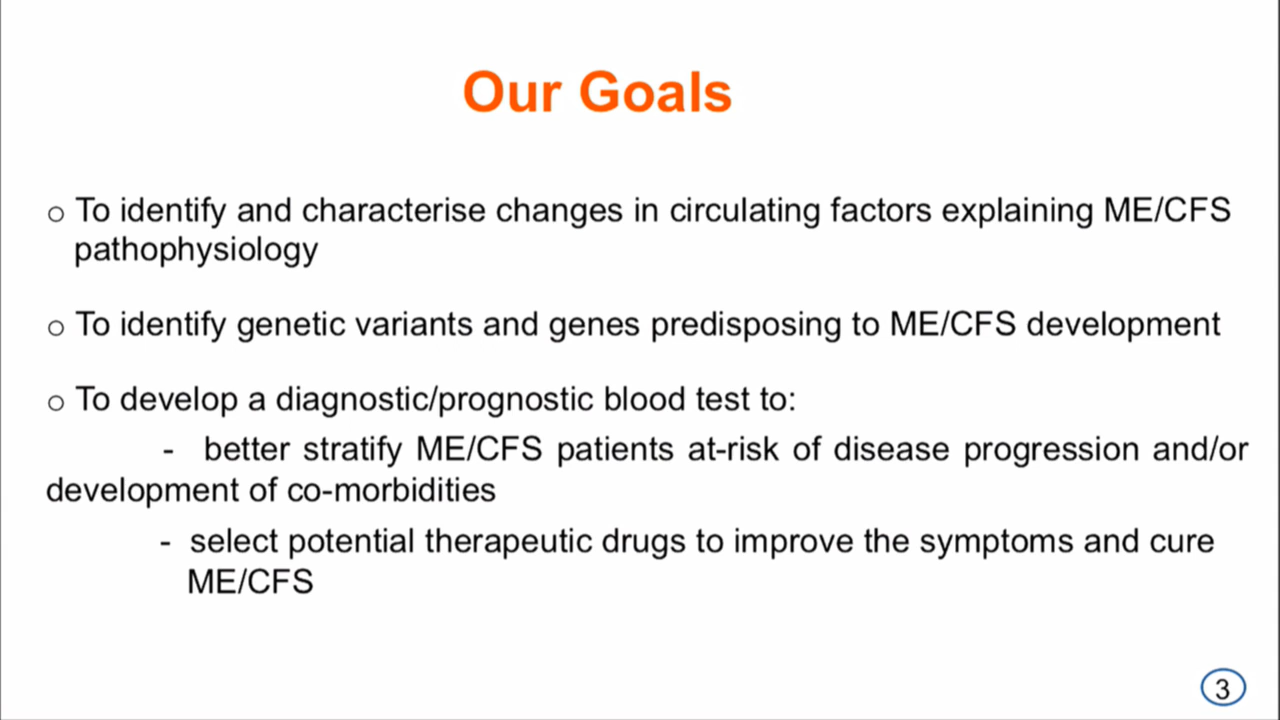 Our Goals
o To identify and characterise changes in circulating factors explaining ME/CFS
pathophysiology
o To identify genetic variants and genes predisposing to ME/CFS development
o To develop a diagnostic/prognostic blood test to:
- better stratify ME/CFS patients at-risk of disease progression and/or
development of co-morbidities
- select potential therapeutic drugs to improve the symptoms and cure
ME/CFS
3